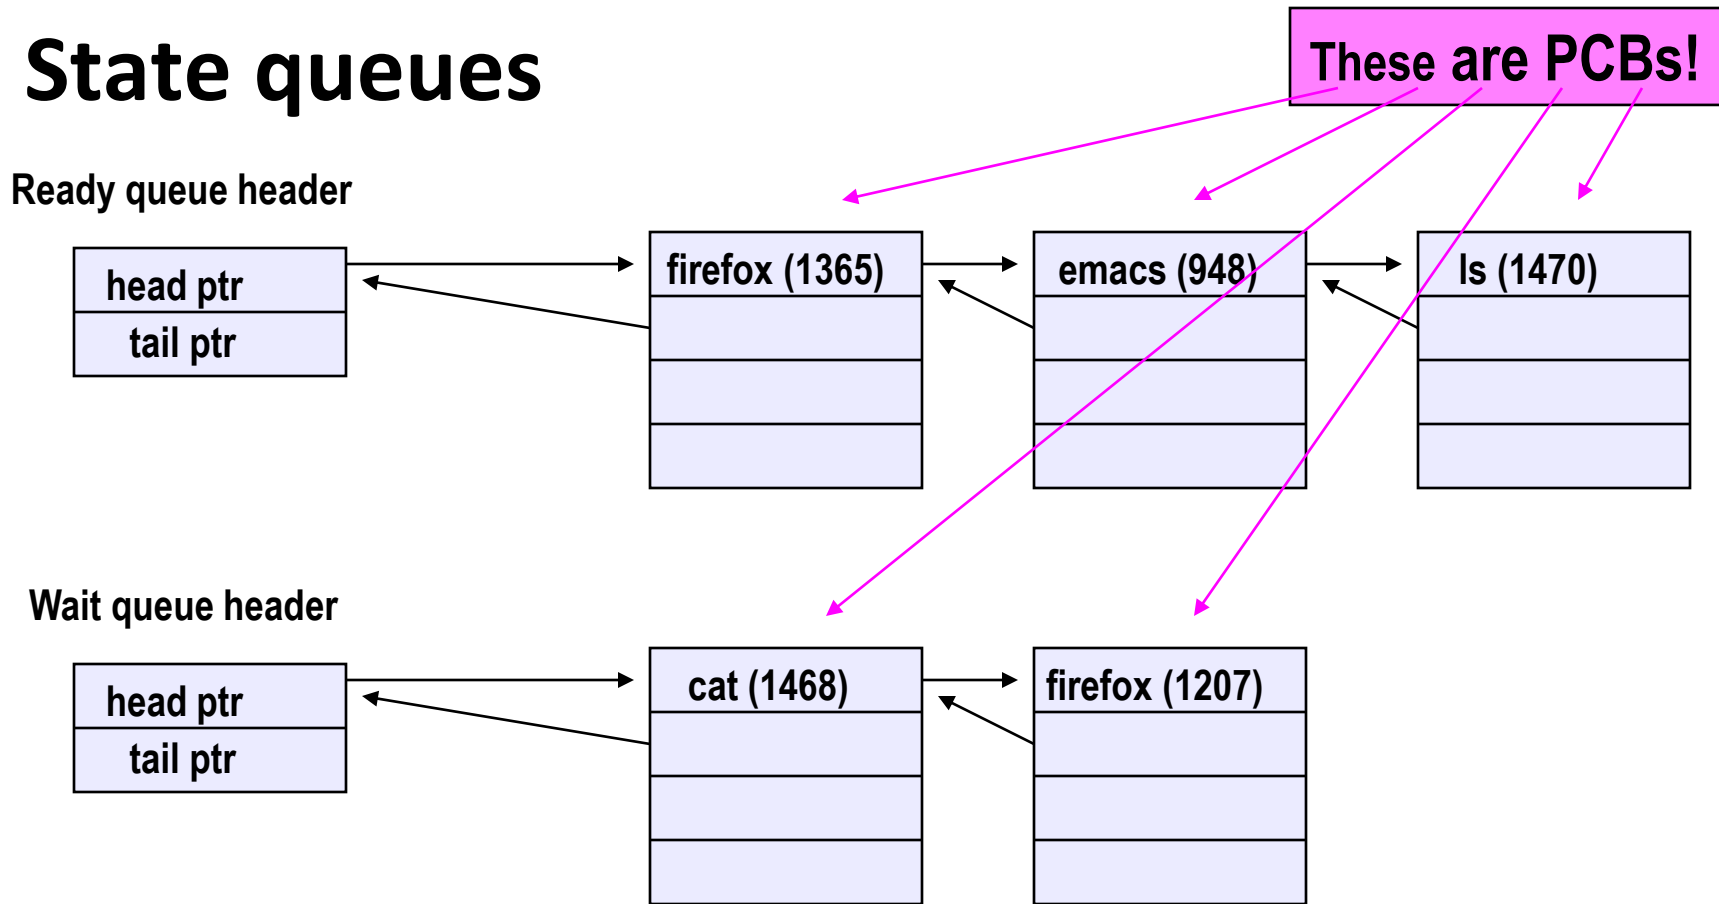 State queues
These are PCBs!
Ready queue header
head ptr
tail ptr
firefox (1365)
emacs (948)
ls (1470)
Wait queue header
head ptr
tail ptr
cat (1468)
firefox (1207)